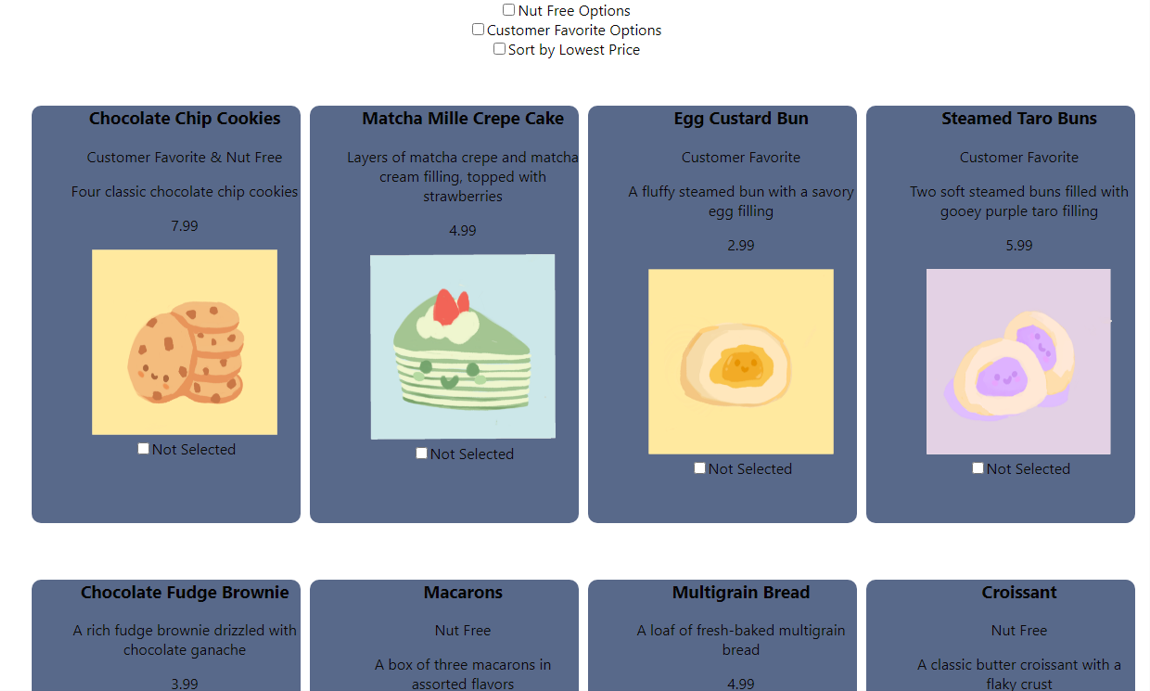 Nut Free Options
Customer Favorite Options
Sort by Lowest Price
Chocolate Chip Cookies
Customer Favorite & Nut Free
Four classic chocolate chip cookies
7.99
Not Selected
Matcha Mille Crepe Cake
Layers of matcha crepe and matcha
cream filling, topped with
strawberries
4.99
Not Selected
Egg Custard Bun
Customer Favorite
A fluffy steamed bun with a savory
egg filling
2.99
Not Selected
Steamed Taro Buns
Customer Favorite
Two soft steamed buns filled with
gooey purple taro filling
5.99
Not Selected
Chocolate Fudge Brownie
A rich fudge brownie drizzled with
chocolate ganache
3.99
Macarons
Nut Free
A box of three macarons in
assorted flavors
Multigrain Bread
A loaf of fresh-baked multigrain
bread
4.99
Croissant
Nut Free
A classic butter croissant with a
flaky crust